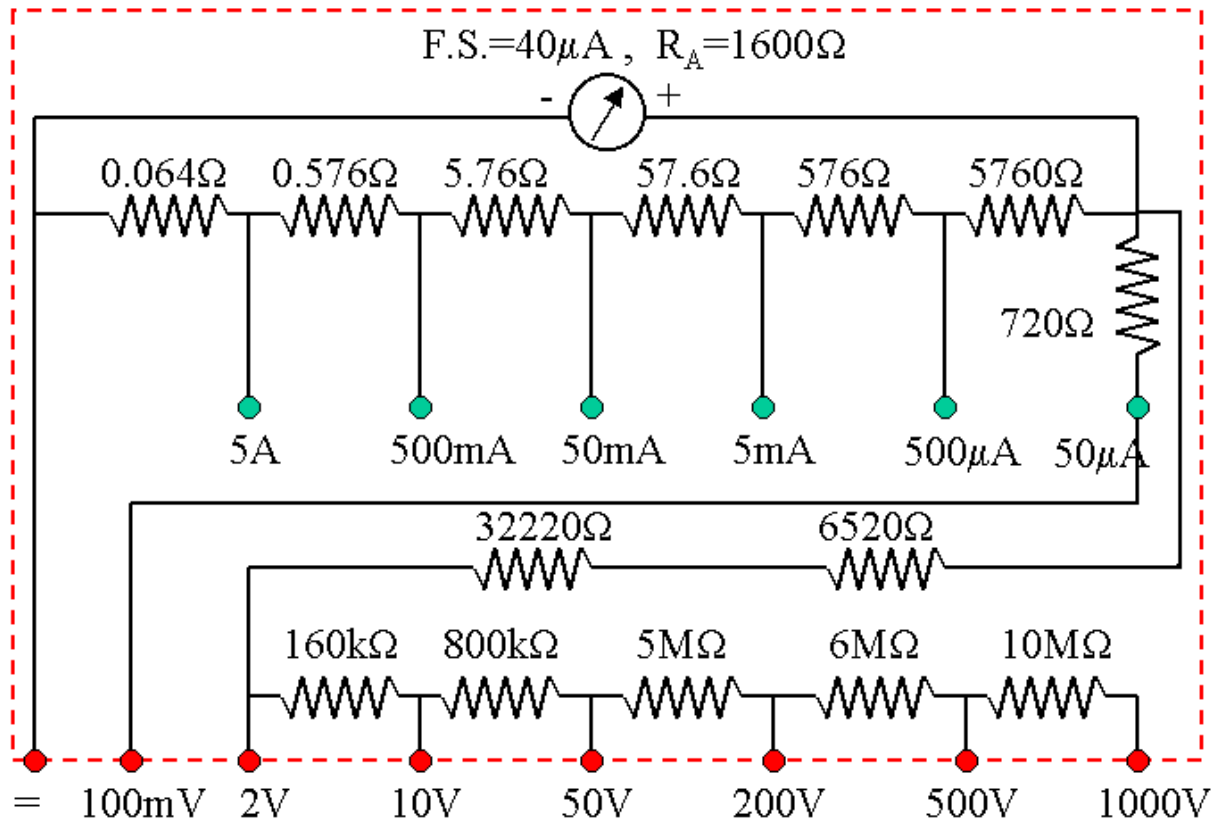 F.S.=40μA , R_A=1600Ω
- +
0.064Ω 0.576Ω 5.76Ω 57.6Ω 576Ω 5760Ω
720Ω
5A 500mA 50mA 5mA 500μA 50μA
32220Ω 6520Ω
160kΩ 800kΩ 5MΩ 6MΩ 10MΩ
= 100mV 2V 10V 50V 200V 500V 1000V